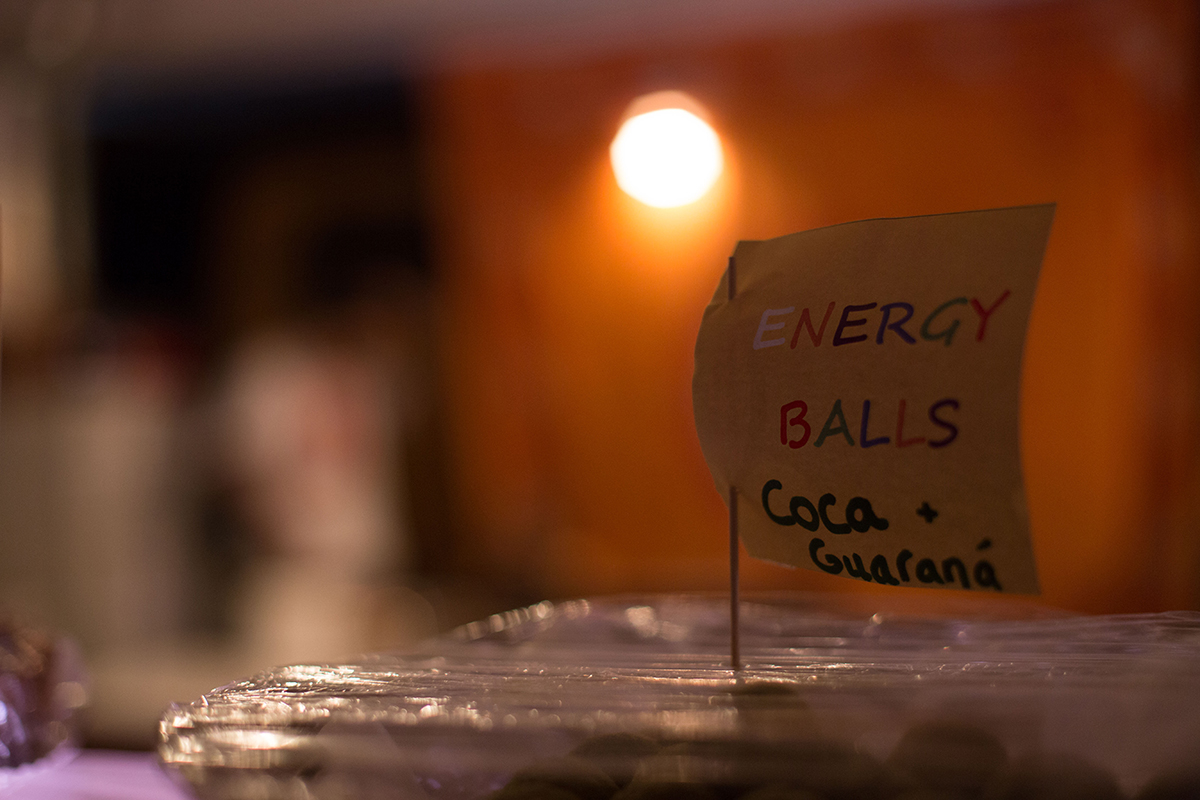 ENERGY
BALLS
Coca +
Guaraná